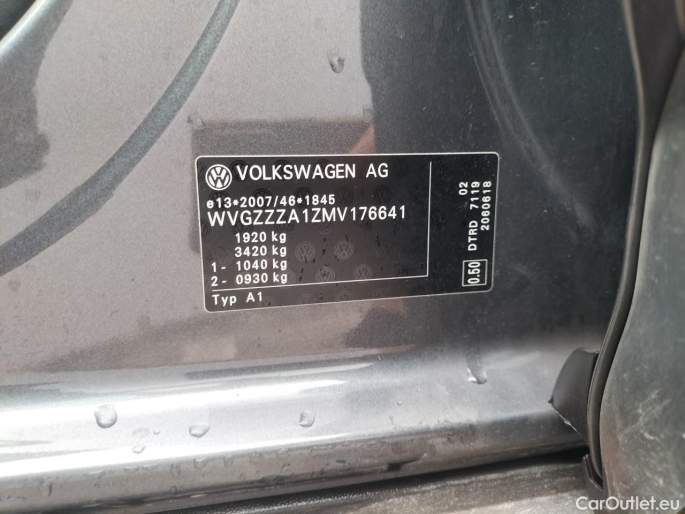 VOLKSWAGEN AG
e13*2007/46*1845
WVGZZZA1ZMV176641
1920 kg
3420 kg
1- 1040 kg
2- 0930 kg
Typ A1
02
DTRD 7119
2060618
0.50
CarOutlet.eu